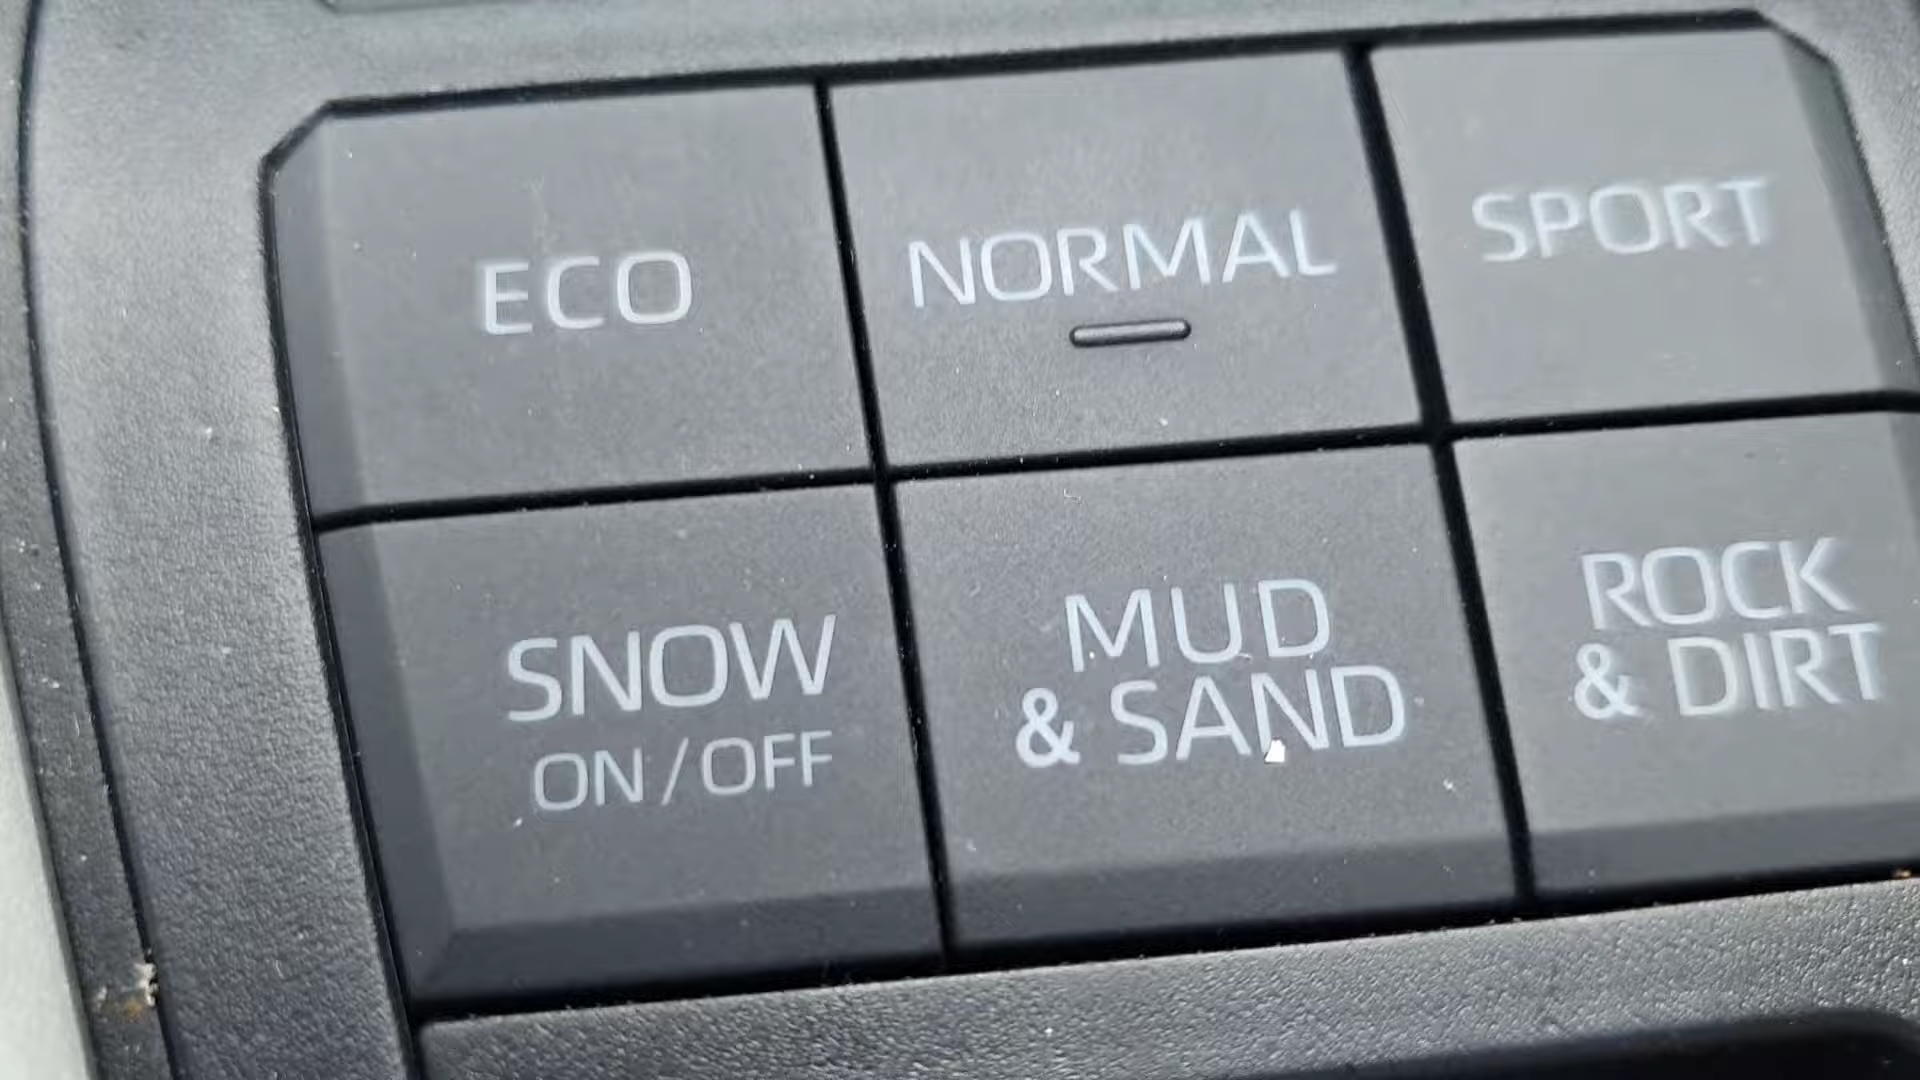 ECO
NORMAL
SPORT
SNOW
ON/OFF
MUD
& SAND
ROCK
& DIRT